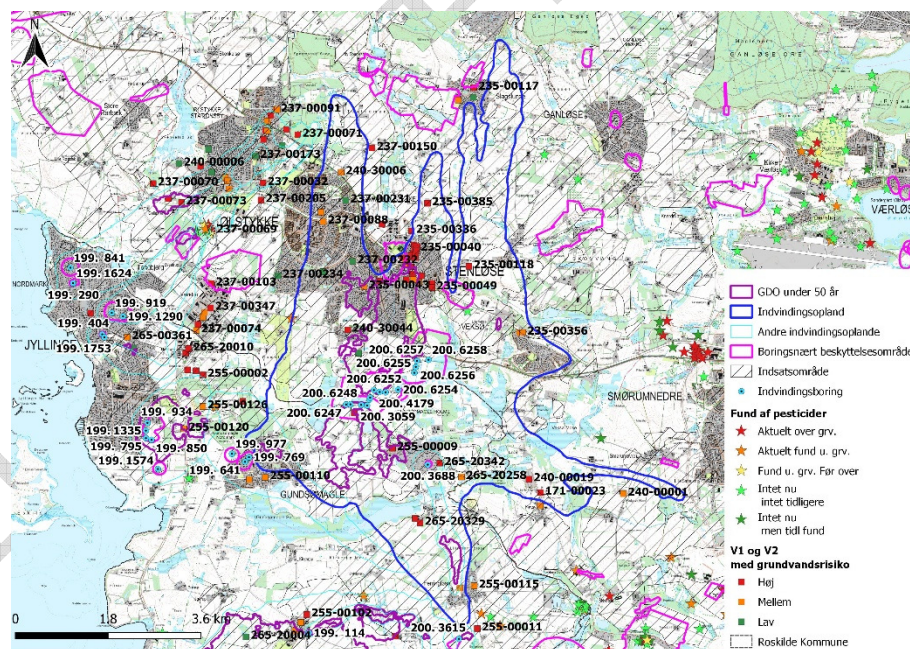 N
GANLØSE ORE
235-00117
237-00091
237-00071
GANLØSE
237-00150
237-00173
240-00006
240-30006
237-00070
237-00032
237-00073
237-00205
237-00231
235-00385
VÆRLØS
ØLSTYKKE
237-00088
237-00069
235-00336
235-00040
199. 841
237-00232
235-00118
199.1624
237-00234
STENLØSE
NORDMARK
237-00103
235-00043
235-00049
199. 290
199. 919
237-00347
199.1290
199. 404
237-00074
240-30044
VEKSØ
235-00356
265-00361
JYLLINGE
199. 1753
265-20010
200. 6257
200. 6258
200. 6255
255-00002
200. 6256
200. 6252
SMØRUMNEDRE
200. 6248
200. 6254
199. 934
255-00126
200. 6247
200. 4179
200. 3059
199.1335
255-00120
199. 795
199. 850
199. 977
255-00009
199. 1574
199. 769
265-20342
199. 641
255-00110
200. 3688
265-20258
240-00019
GUNDSØMAGLE
171-00023
240-00001
265-20329
255-00115
255-00102
265-20004
199. 114
200. 3615
255-00011
0
1.8
3.6 km
GDO under 50 år
Indvindingsopland
Andre indvindingsoplande
Boringsnært beskyttelsesområde
Indsatsområde
Indvindingsboring
Fund af pesticider
Aktuelt over grv.
Aktuelt fund u. grv.
Fund u. grv. Før over
Intet nu
intet tidligere
Intet nu
men tidl fund
V1 og V2
med grundvandsrisiko
Høj
Mellem
Lav
Roskilde Kommune